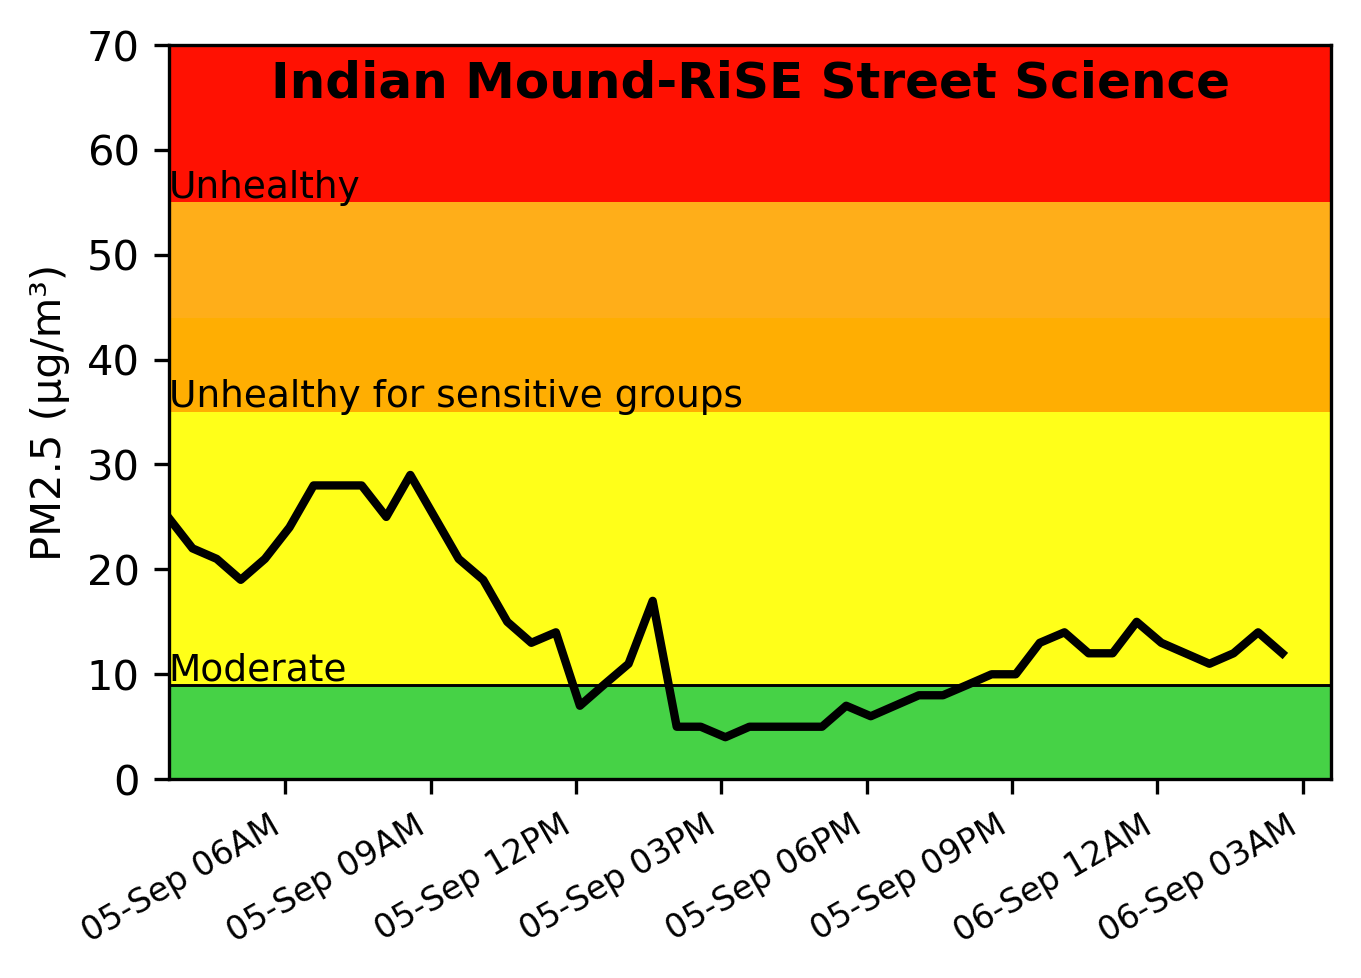 Indian Mound-RiSE Street Science
PM2.5 (µg/m³)
70
60
50
40
30
20
10
0
Unhealthy
Unhealthy for sensitive groups
Moderate
05-Sep 06AM
05-Sep 09AM
05-Sep 12PM
05-Sep 03PM
05-Sep 06PM
05-Sep 09PM
06-Sep 12AM
06-Sep 03AM